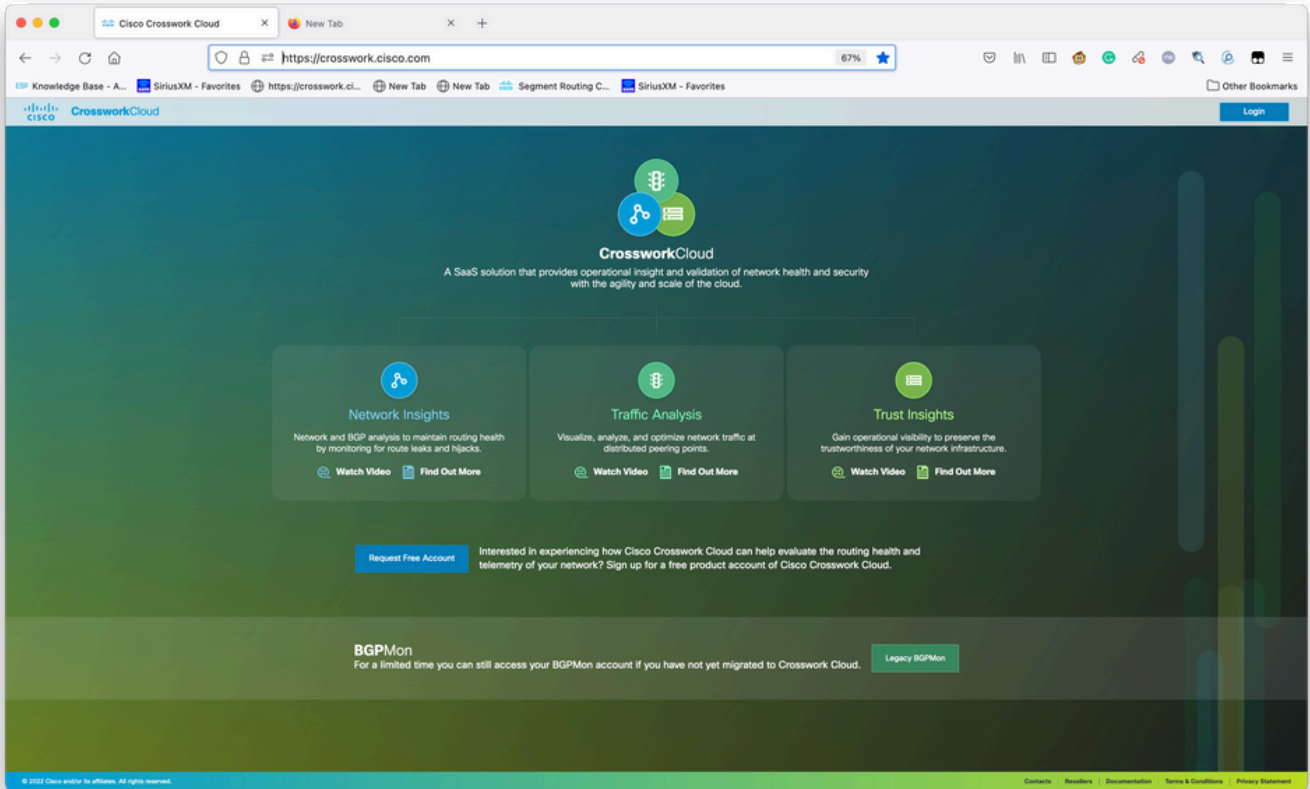 Cisco Crosswork Cloud
New Tab
https://crosswork.cisco.com
67%
Knowledge Base - A...
SiriusXM - Favorites
https://crosswork.ci...
New Tab
New Tab
Segment Routing C...
SiriusXM - Favorites
Other Bookmarks
CISCO
CrossworkCloud
Login
CrossworkCloud
A SaaS solution that provides operational insight and validation of network health and security
with the agility and scale of the cloud.
Network Insights
Network and BGP analysis to maintain routing health
by monitoring for route leaks and hijacks.
Watch Video
Find Out More
Traffic Analysis
Visualize, analyze, and optimize network traffic at
distributed peering points.
Watch Video
Find Out More
Trust Insights
Gain operational visibility to preserve the
trustworthiness of your network infrastructure.
Watch Video
Find Out More
Request Free Account
Interested in experiencing how Cisco Crosswork Cloud can help evaluate the routing health and
telemetry of your network? Sign up for a free product account of Cisco Crosswork Cloud.
BGPMon
For a limited time you can still access your BGPMon account if you have not yet migrated to Crosswork Cloud.
Legacy BGPMon
© 2022 Cisco and/or its affiliates. All rights reserved.
Contacts | Resellers | Documentation | Terms & Conditions | Privacy Statement